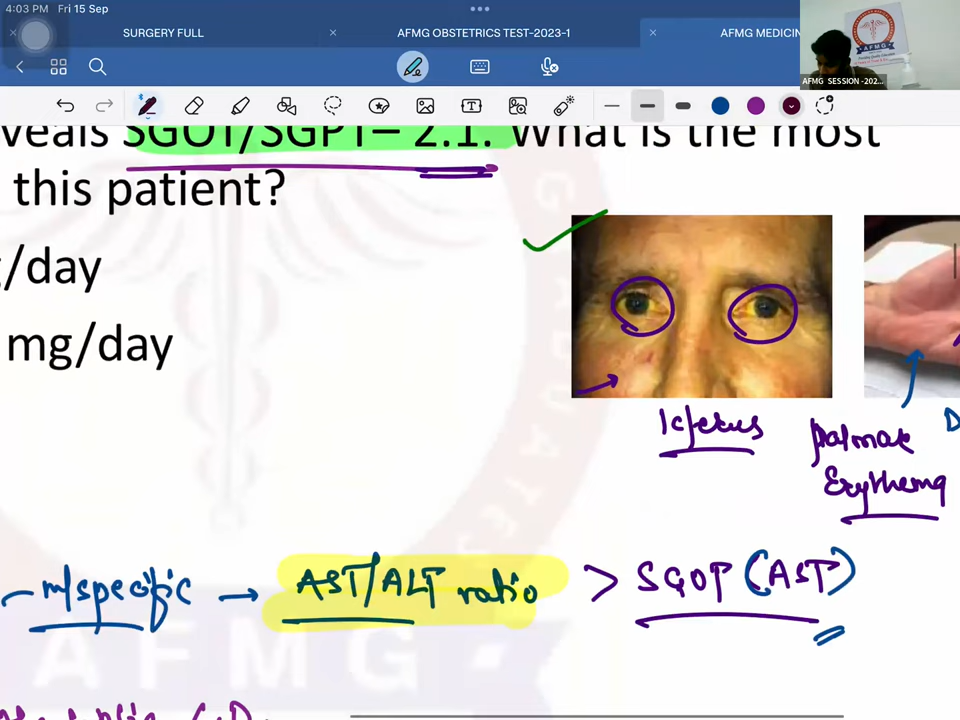 4:03 PM Fri 15 Sep
SURGERY FULL
AFMG OBSTETRICS TEST-2023-1
AFMG MEDICIN
AFMG
AFMG SESSION -202...
veals SGOT/SGPT– 2.1. What is the most
this patient?
g/day
mg/day
Icterus
palmar
Erythema
D
m/specific → AST/ALT ratio > SGOT (AST)
AFMG